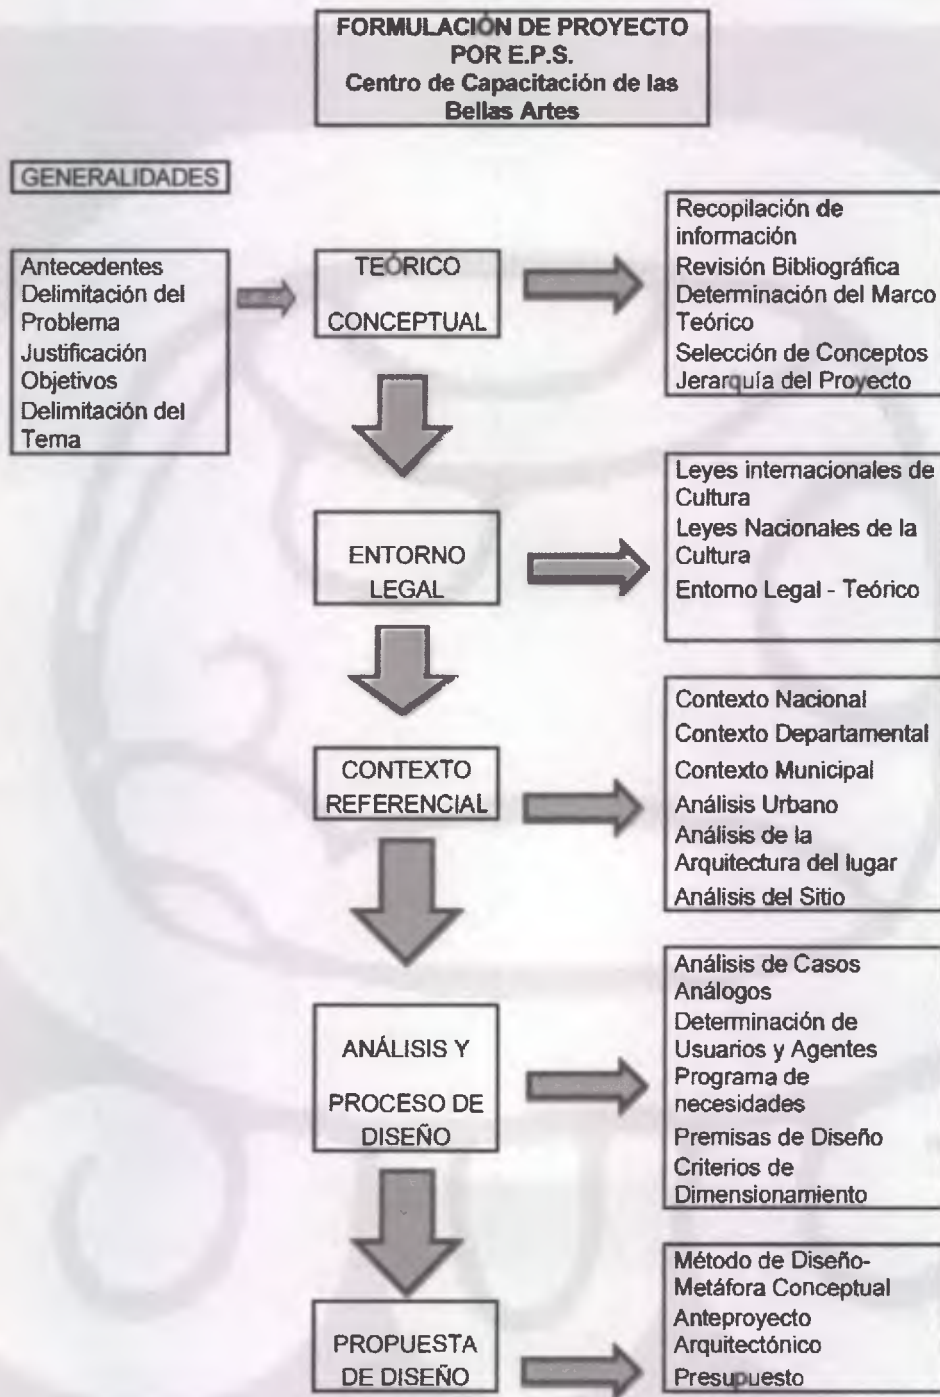 FORMULACIÓN DE PROYECTO
POR E.P.S.
Centro de Capacitación de las
Bellas Artes
GENERALIDADES
Antecedentes
Delimitación del
Problema
Justificación
Objetivos
Delimitación del
Tema
TEÓRICO
CONCEPTUAL
Recopilación de
información
Revisión Bibliográfica
Determinación del Marco
Teórico
Selección de Conceptos
Jerarquía del Proyecto
ENTORNO
LEGAL
Leyes internacionales de
Cultura
Leyes Nacionales de la
Cultura
Entorno Legal - Teórico
CONTEXTO
REFERENCIAL
Contexto Nacional
Contexto Departamental
Contexto Municipal
Análisis Urbano
Análisis de la
Arquitectura del lugar
Análisis del Sitio
ANÁLISIS Y
PROCESO DE
DISEÑO
Análisis de Casos
Análogos
Determinación de
Usuarios y Agentes
Programa de
necesidades
Premisas de Diseño
Criterios de
Dimensionamiento
PROPUESTA
DE DISEÑO
Método de Diseño-
Metáfora Conceptual
Anteproyecto
Arquitectónico
Presupuesto